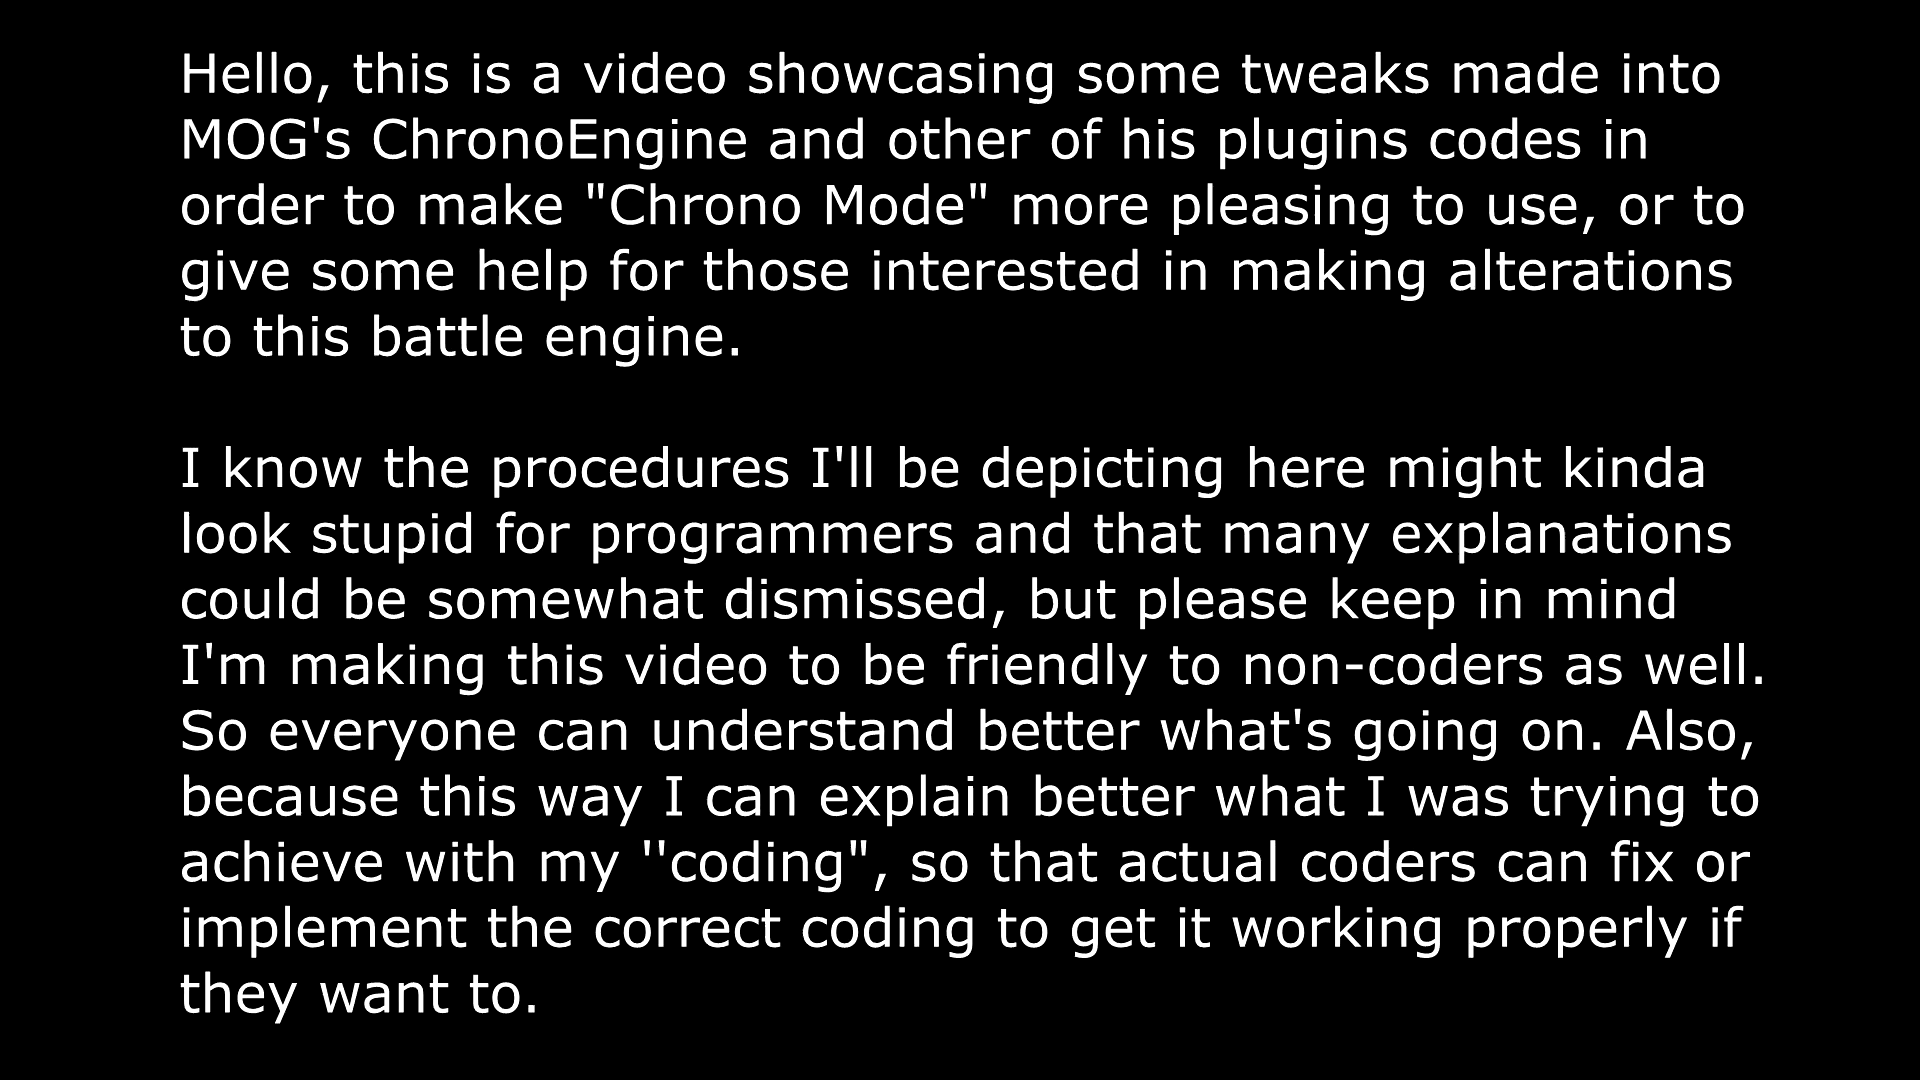 Hello, this is a video showcasing some tweaks made into
MOG's ChronoEngine and other of his plugins codes in
order to make "Chrono Mode" more pleasing to use, or to
give some help for those interested in making alterations
to this battle engine.
I know the procedures I'll be depicting here might kinda
look stupid for programmers and that many explanations
could be somewhat dismissed, but please keep in mind
I'm making this video to be friendly to non-coders as well.
So everyone can understand better what's going on. Also,
because this way I can explain better what I was trying to
achieve with my ''coding", so that actual coders can fix or
implement the correct coding to get it working properly if
they want to.